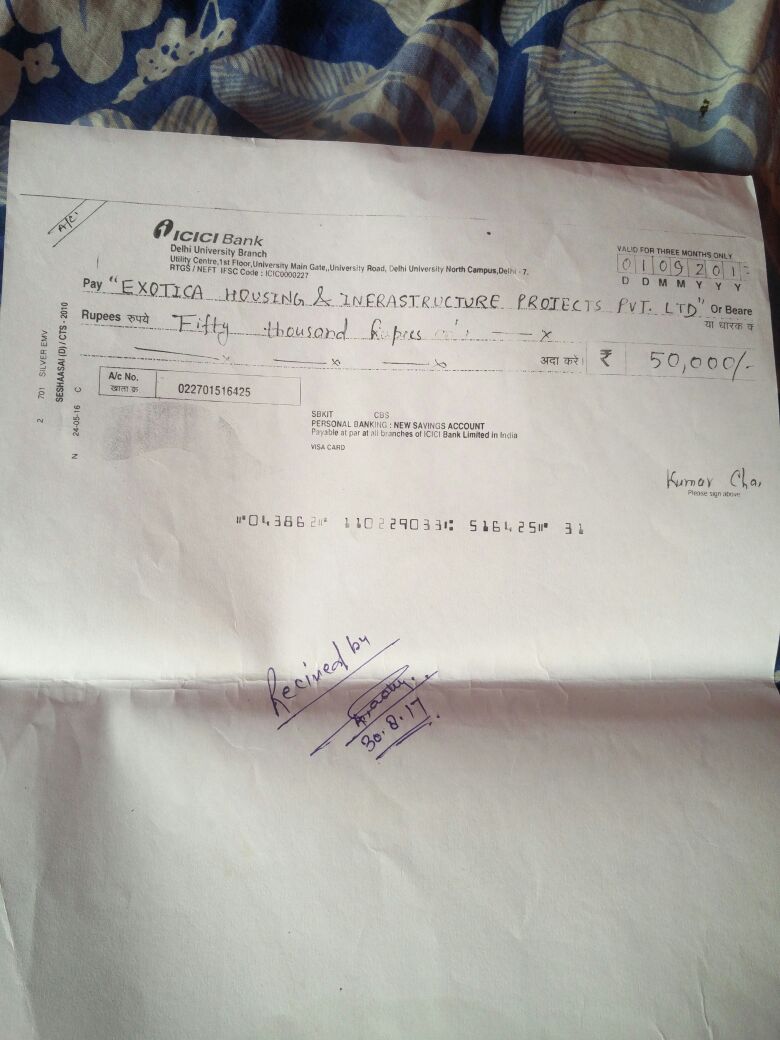 A/C
ICICI Bank
Delhi University Branch
Utility Centre,1st Floor,University Main Gate,,University Road, Delhi University North Campus,Delhi - 7.
RTGS / NEFT IFSC Code : ICIC0000227
VALID FOR THREE MONTHS ONLY
0 1 0 9 2 0 1
D D M M Y Y Y Y
Pay "EXOTICA HOUSING & INFRASTRUCTURE PROJECTS PVT. LTD" Or Beare
या धारक व
Rupees रुपये Fifty thousand Rupees
अदा करें। ₹ 50,000/-
A/c No.
खाता क्र
022701516425
SBKIT CBS
PERSONAL BANKING : NEW SAVINGS ACCOUNT
Payable at par at all branches of ICICI Bank Limited in India
VISA CARD
Kumar Cha
Please sign above
2 701 SILVER EMV
SESHAASAI (D) / CTS - 2010
N 24-05-16 C
⑈043862⑈ 110229033⑆ 516425⑈ 31
Recived by
30.8.17